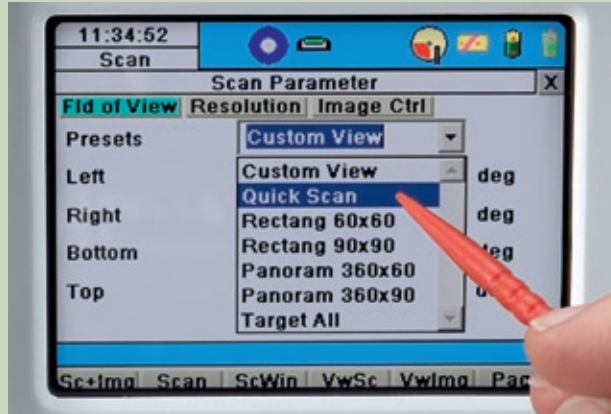 11:34:52
Scan
Scan Parameter X
Fld of View Resolution Image Ctrl
Presets Custom View
Left Custom View deg
Quick Scan
Right Rectang 60x60 deg
Bottom Rectang 90x90
Panoram 360x60
Top Panoram 360x90
Target All
Sc+Img Scan ScWin VwSc VwImg